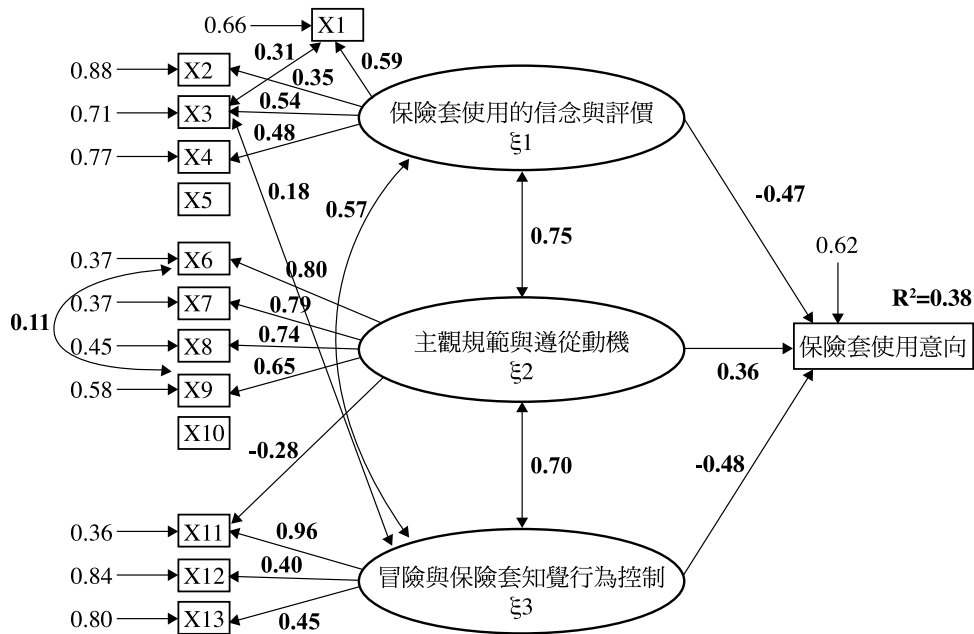 0.66
X1
0.31
0.59
0.88
X2
0.35
0.71
X3
0.54
保險套使用的信念與評價
ξ1
0.77
X4
0.48
X5
0.18
0.57
-0.47
0.75
0.62
0.37
X6
0.80
R²=0.38
0.37
X7
0.79
0.11
0.45
X8
0.74
主觀規範與遵從動機
ξ2
0.36
保險套使用意向
0.58
X9
0.65
X10
-0.28
0.70
-0.48
0.36
X11
0.96
0.84
X12
0.40
冒險與保險套知覺行為控制
ξ3
0.80
X13
0.45